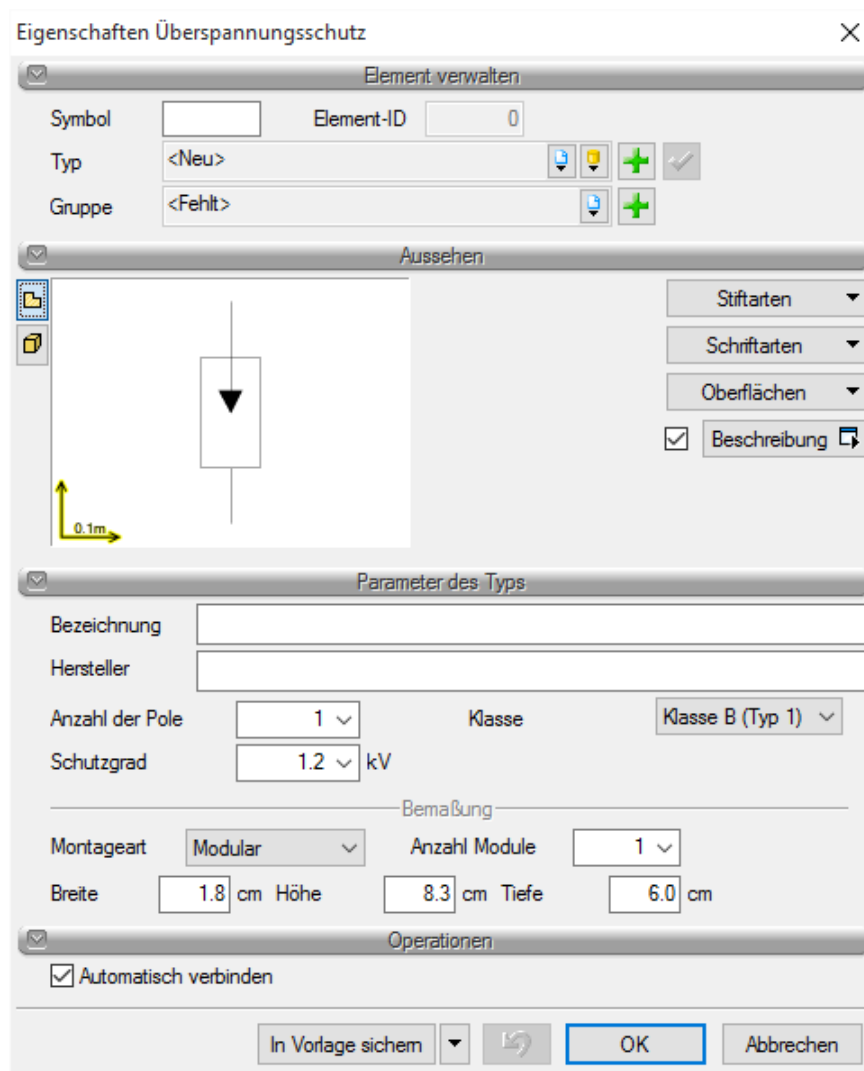 Eigenschaften Überspannungsschutz
Element verwalten
Symbol Element-ID 0
Typ <Neu>
Gruppe <Fehlt>
Aussehen
Stiftarten
Schriftarten
Oberflächen
Beschreibung
0.1m
Parameter des Typs
Bezeichnung
Hersteller
Anzahl der Pole 1 Klasse Klasse B (Typ 1)
Schutzgrad 1.2 kV
Bemaßung
Montageart Modular Anzahl Module 1
Breite 1.8 cm Höhe 8.3 cm Tiefe 6.0 cm
Operationen
Automatisch verbinden
In Vorlage sichern OK Abbrechen